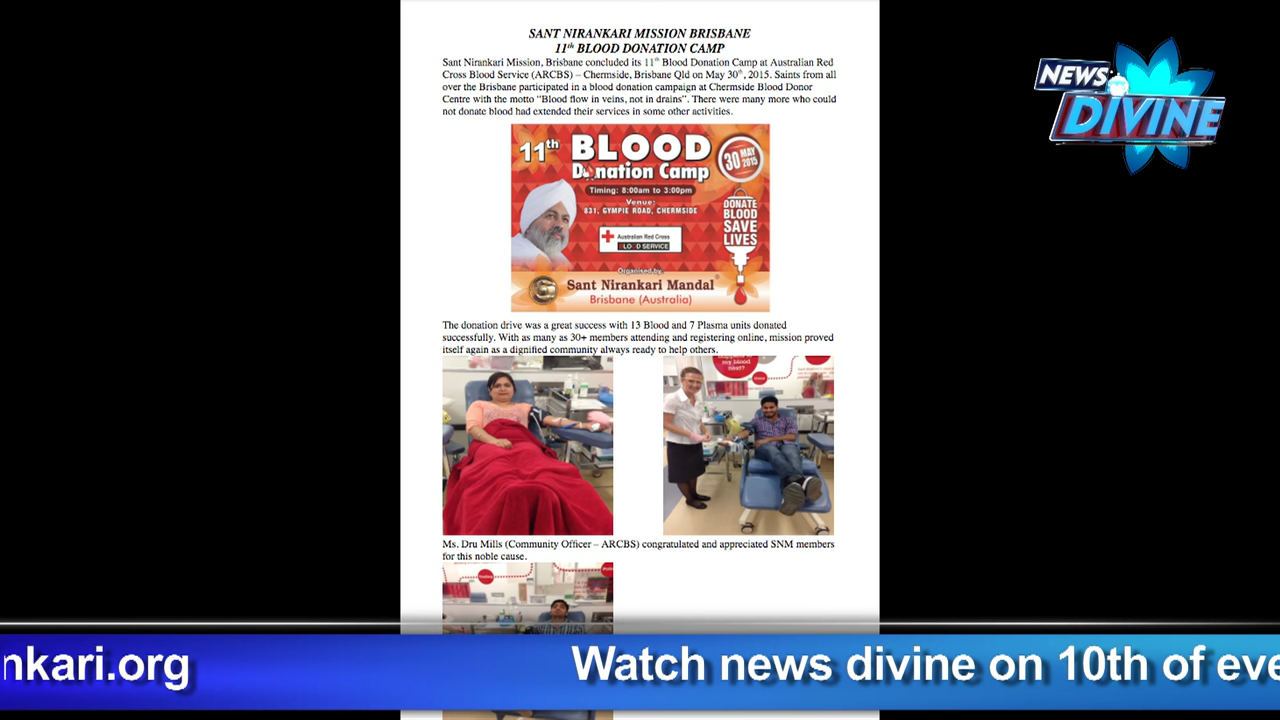 SANT NIRANKARI MISSION BRISBANE
11th BLOOD DONATION CAMP
Sant Nirankari Mission, Brisbane concluded its 11th Blood Donation Camp at Australian Red
Cross Blood Service (ARCBS) – Chermside, Brisbane Qld on May 30th, 2015. Saints from all
over the Brisbane participated in a blood donation campaign at Chermside Blood Donor
Centre with the motto "Blood flow in veins, not in drains". There were many more who could
not donate blood had extended their services in some other activities.
NEWS
DIVINE
11th BLOOD
Donation Camp
30 MAY 2015
Timing: 8:00am to 3:00pm
Venue:
831, GYMPIE ROAD, CHERMSIDE
DONATE
BLOOD
SAVE
LIVES
Australian Red Cross
BLOOD SERVICE
Organised by:
Sant Nirankari Mandal
Brisbane (Australia)
The donation drive was a great success with 13 Blood and 7 Plasma units donated
successfully. With as many as 30+ members attending and registering online, mission proved
itself again as a dignified community always ready to help others.
my blood
next?
Ms. Dru Mills (Community Officer – ARCBS) congratulated and appreciated SNM members
for this noble cause.
nkari.org Watch news divine on 10th of eve